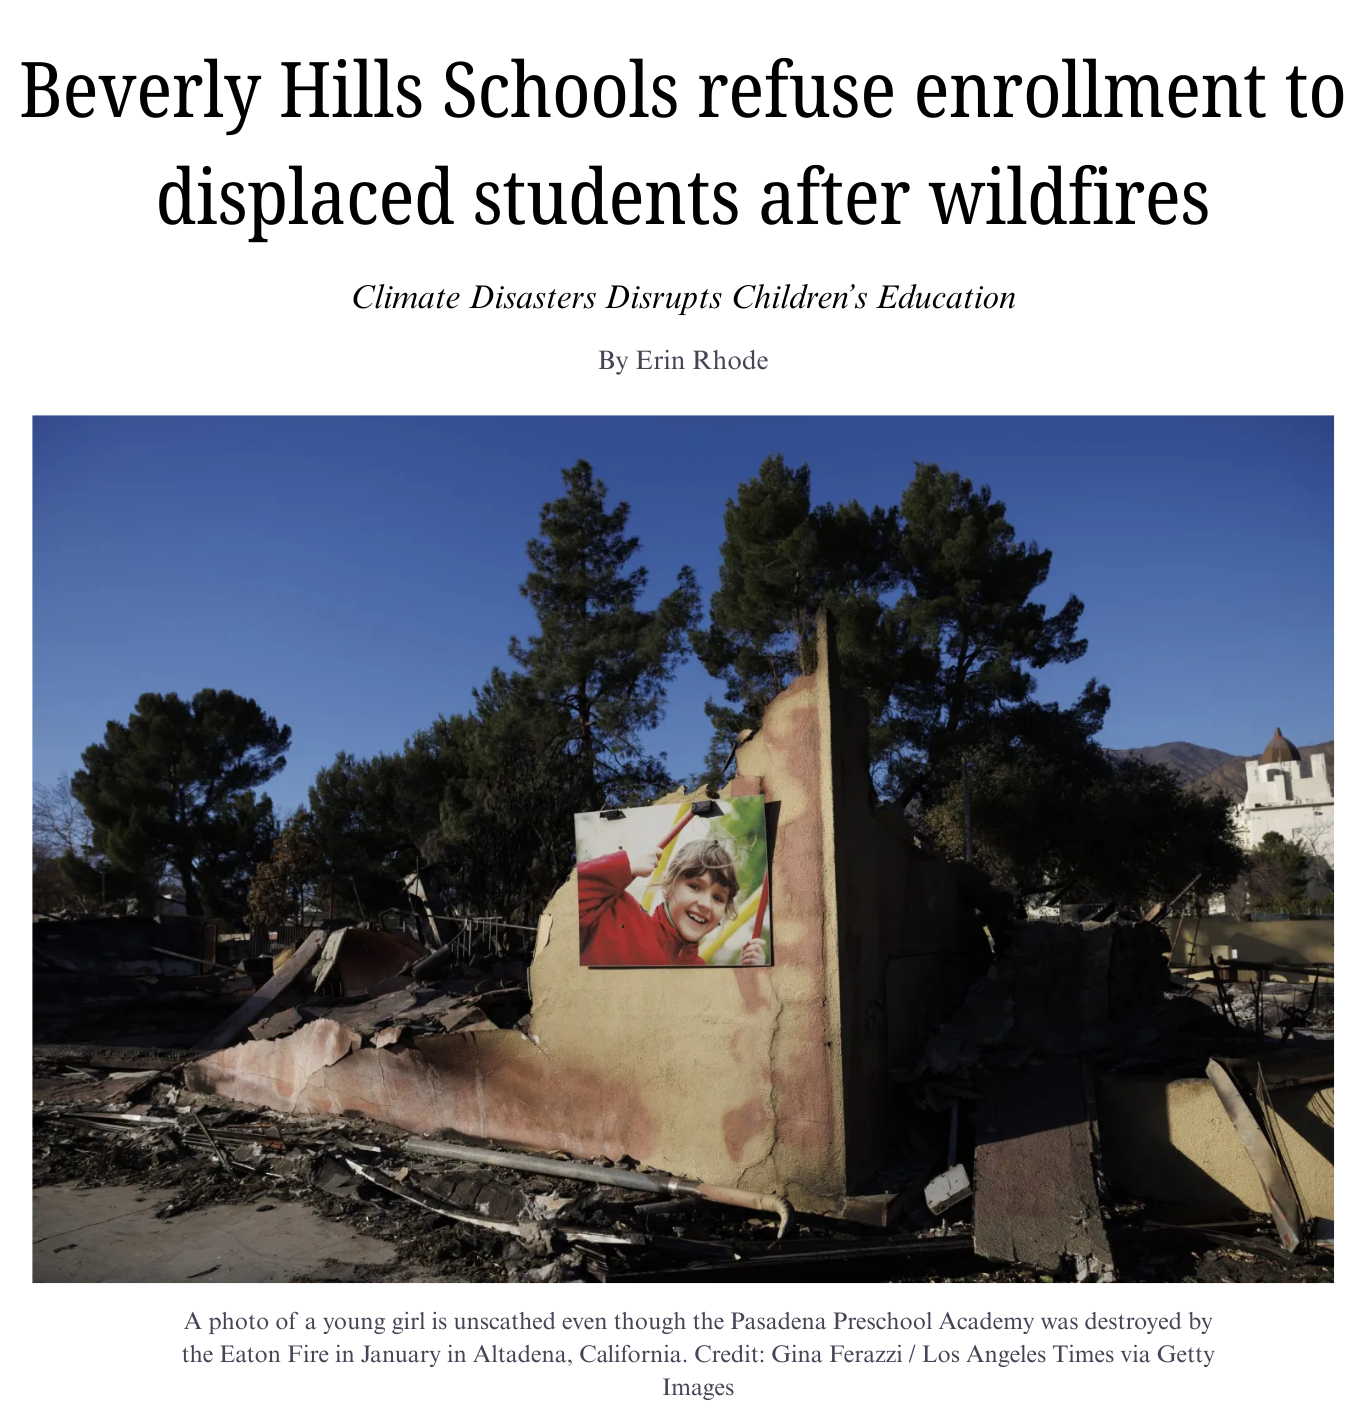 Beverly Hills Schools refuse enrollment to
displaced students after wildfires
Climate Disasters Disrupts Children’s Education
By Erin Rhode
A photo of a young girl is unscathed even though the Pasadena Preschool Academy was destroyed by
the Eaton Fire in January in Altadena, California. Credit: Gina Ferazzi / Los Angeles Times via Getty
Images